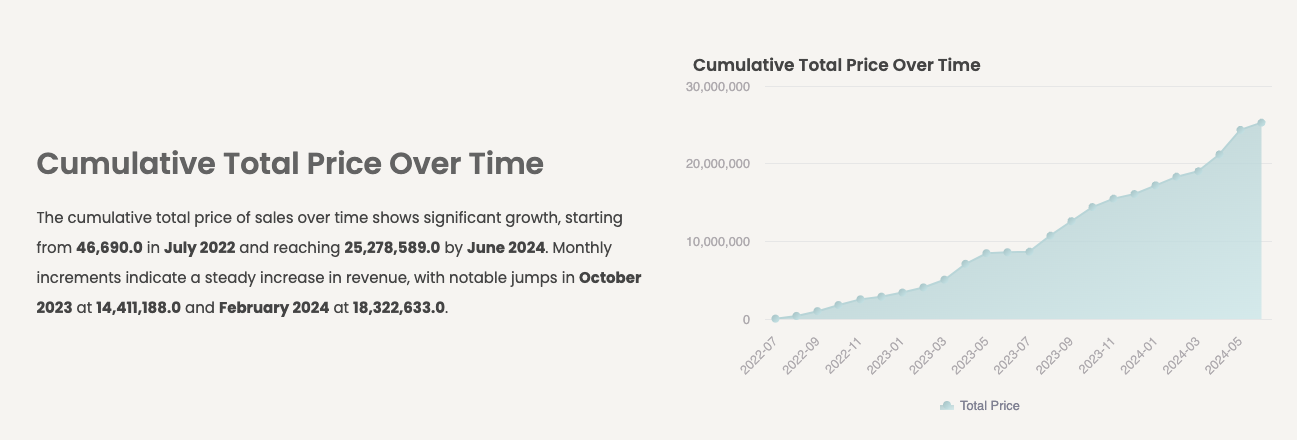 Cumulative Total Price Over Time
The cumulative total price of sales over time shows significant growth, starting
from 46,690.0 in July 2022 and reaching 25,278,589.0 by June 2024. Monthly
increments indicate a steady increase in revenue, with notable jumps in October
2023 at 14,411,188.0 and February 2024 at 18,322,633.0.
Cumulative Total Price Over Time
30,000,000
20,000,000
10,000,000
0
2022-07
2022-09
2022-11
2023-01
2023-03
2023-05
2023-07
2023-09
2023-11
2024-01
2024-03
2024-05
Total Price